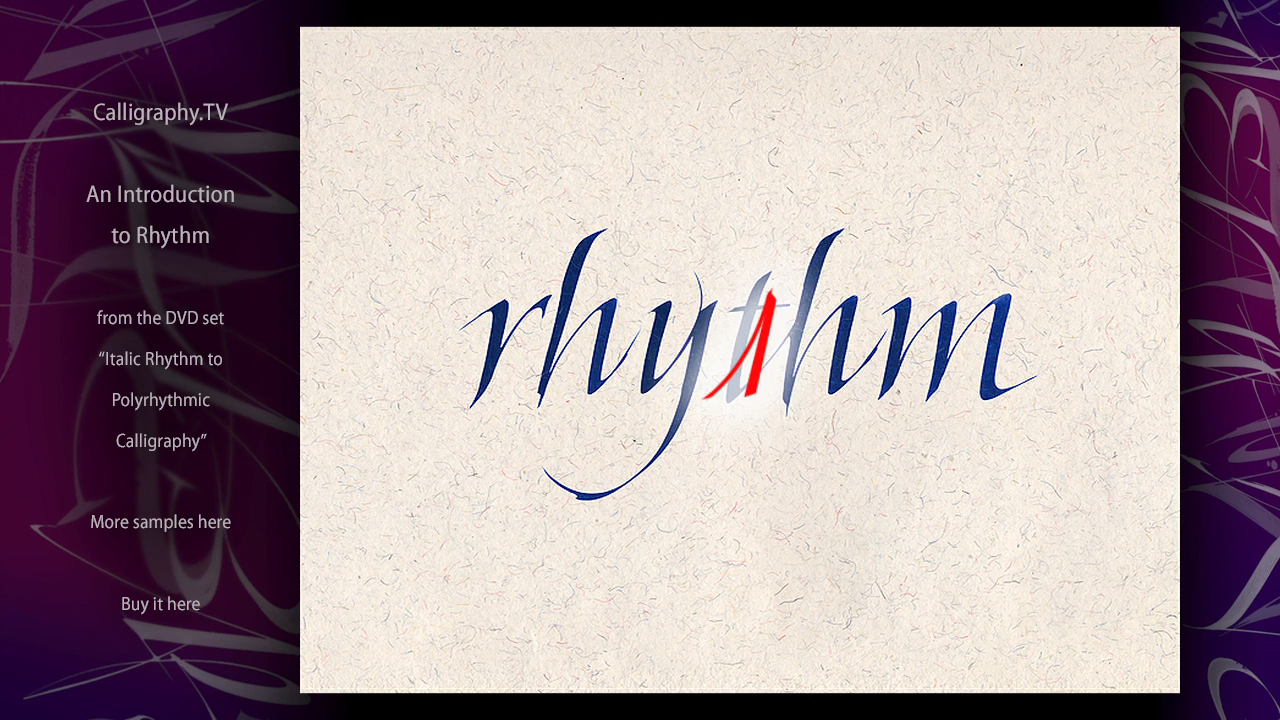 Calligraphy.TV
An Introduction
to Rhythm
from the DVD set
“Italic Rhythm to
Polyrhythmic
Calligraphy”
More samples here
Buy it here
rhythm